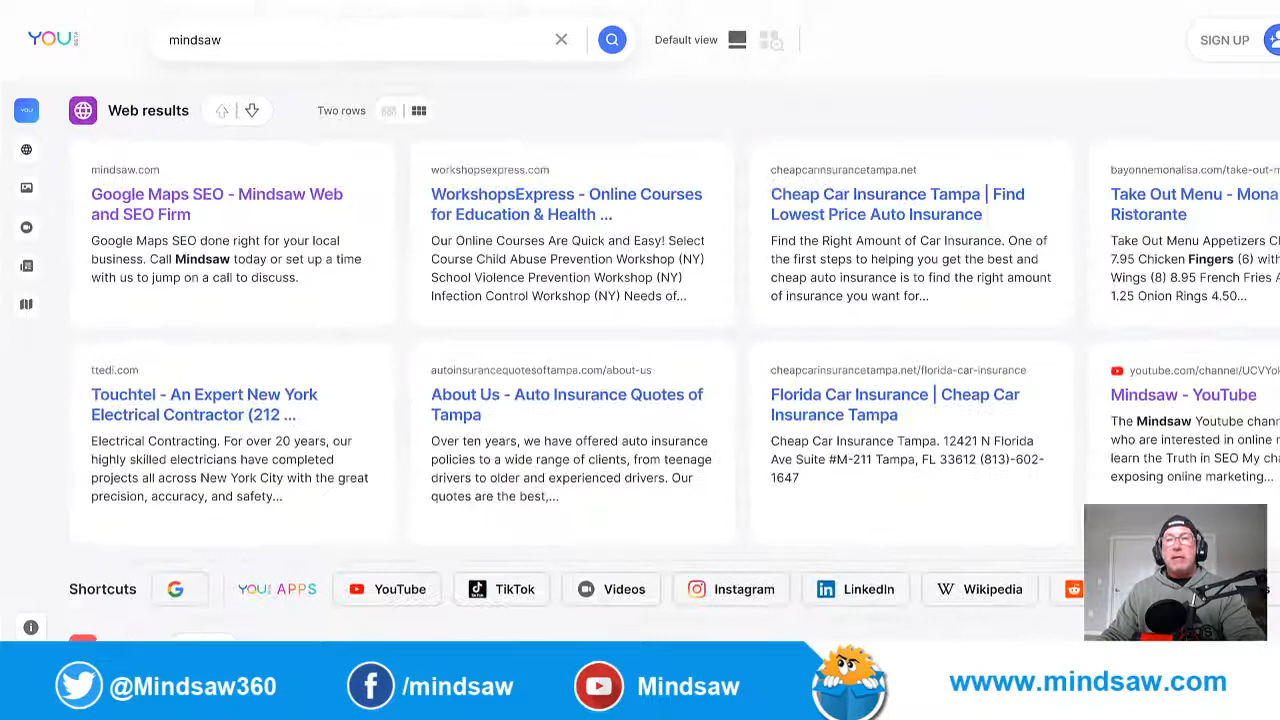 YOU BETA
mindsaw
Default view
SIGN UP
YOU
Web results
Two rows
mindsaw.com
Google Maps SEO - Mindsaw Web
and SEO Firm
Google Maps SEO done right for your local
business. Call Mindsaw today or set up a time
with us to jump on a call to discuss.
workshopsexpress.com
WorkshopsExpress - Online Courses
for Education & Health ...
Our Online Courses Are Quick and Easy! Select
Course Child Abuse Prevention Workshop (NY)
School Violence Prevention Workshop (NY)
Infection Control Workshop (NY) Needs of...
cheapcarinsurancetampa.net
Cheap Car Insurance Tampa | Find
Lowest Price Auto Insurance
Find the Right Amount of Car Insurance. One of
the first steps to helping you get the best and
cheap auto insurance is to find the right amount
of insurance you want for...
bayonnemonalisa.com/take-out-m
Take Out Menu - Mona
Ristorante
Take Out Menu Appetizers C
7.95 Chicken Fingers (6) with
Wings (8) 8.95 French Fries
1.25 Onion Rings 4.50...
ttedi.com
Touchtel - An Expert New York
Electrical Contractor (212 ...
Electrical Contracting. For over 20 years, our
highly skilled electricians have completed
projects all across New York City with the great
precision, accuracy, and safety...
autoinsurancequotesoftampa.com/about-us
About Us - Auto Insurance Quotes of
Tampa
Over ten years, we have offered auto insurance
policies to a wide range of clients, from teenage
drivers to older and experienced drivers. Our
quotes are the best,...
cheapcarinsurancetampa.net/florida-car-insurance
Florida Car Insurance | Cheap Car
Insurance Tampa
Cheap Car Insurance Tampa. 12421 N Florida
Ave Suite #M-211 Tampa, FL 33612 (813)-602-
1647
youtube.com/channel/UCVYo
Mindsaw - YouTube
The Mindsaw Youtube chann
who are interested in online m
learn the Truth in SEO My cha
exposing online marketing...
Shortcuts
YOU APPS
YouTube
TikTok
Videos
Instagram
LinkedIn
Wikipedia
@Mindsaw360
/mindsaw
Mindsaw
www.mindsaw.com